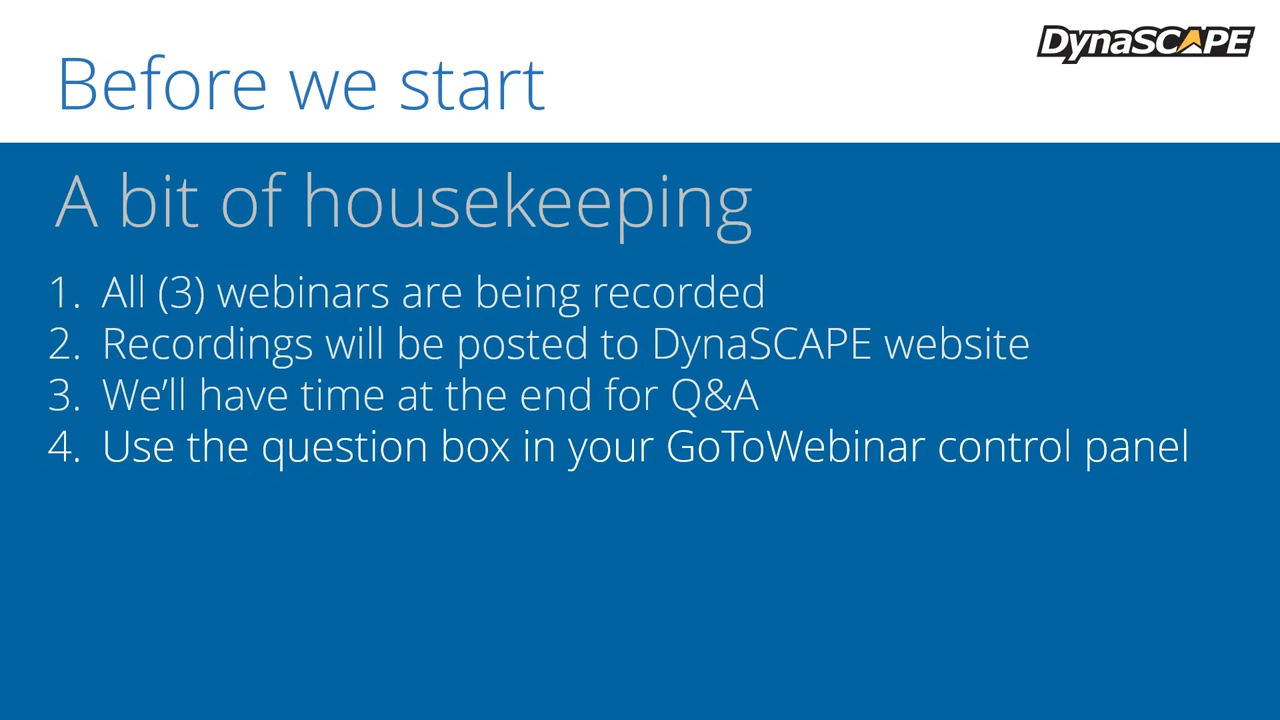 DynaSCAPE
Before we start
A bit of housekeeping
1. All (3) webinars are being recorded
2. Recordings will be posted to DynaSCAPE website
3. We’ll have time at the end for Q&A
4. Use the question box in your GoToWebinar control panel